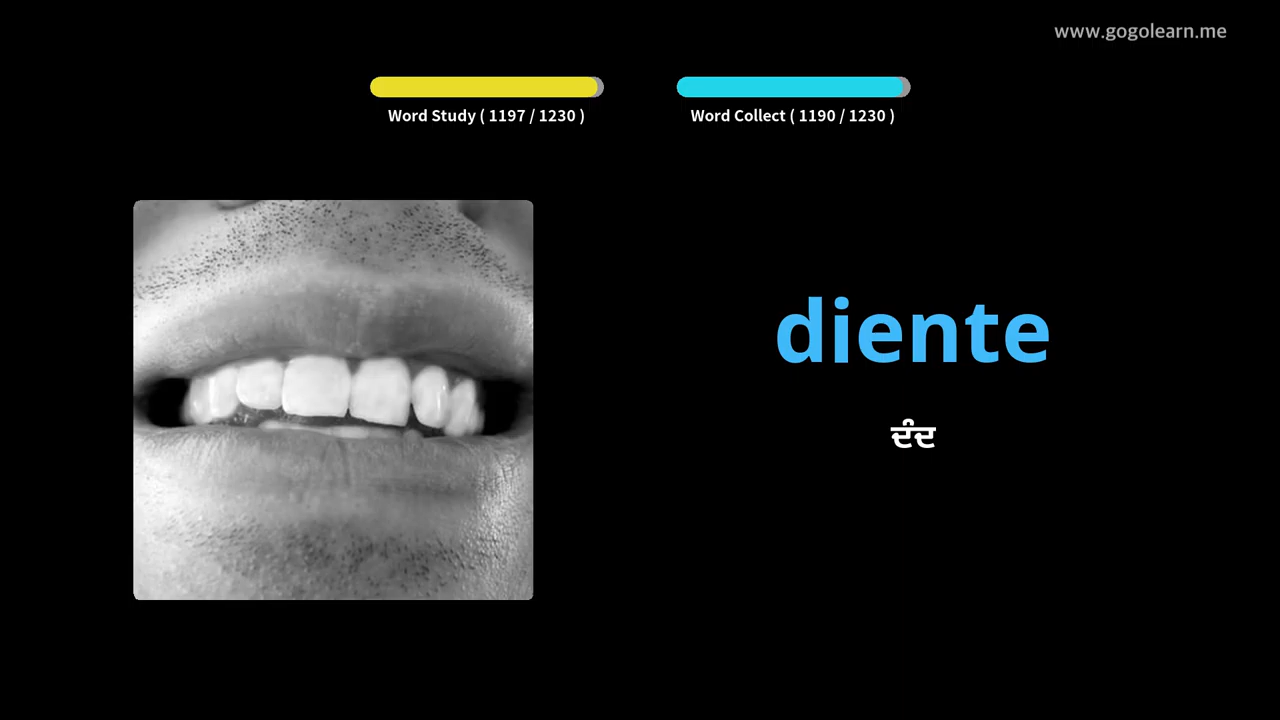 www.gogolearn.me
Word Study ( 1197 / 1230 )
Word Collect ( 1190 / 1230 )
diente
ਦੰਦ